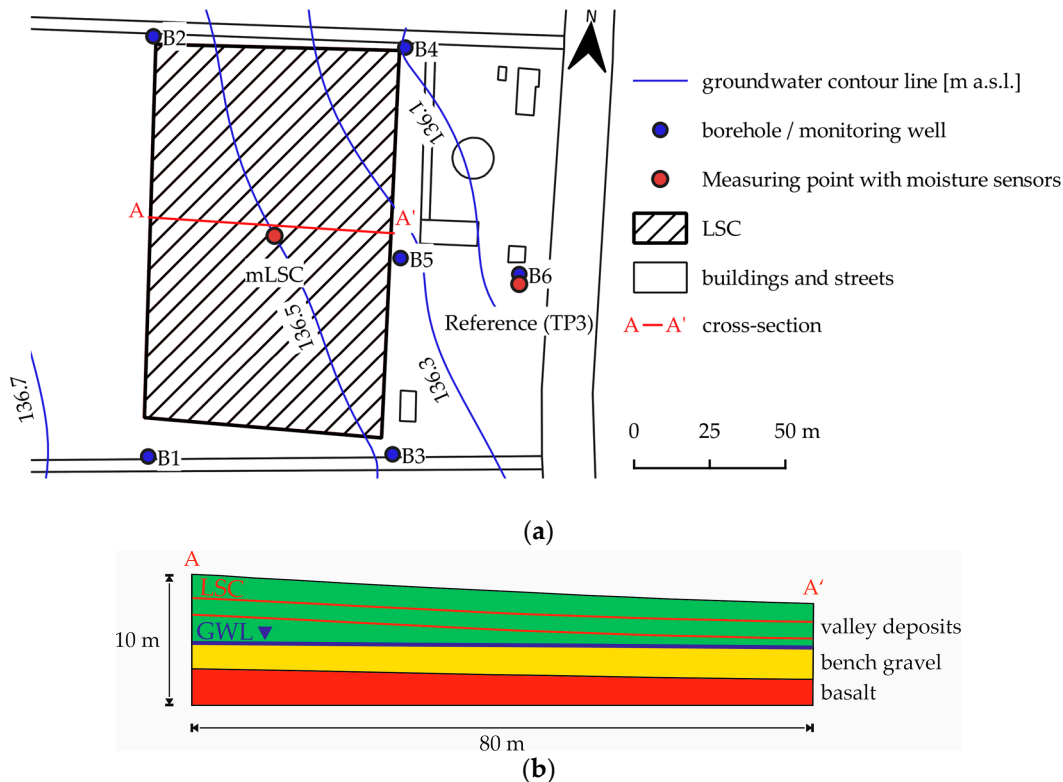 N
B2
B4
136.1
A
A'
mLSC
B5
B6
Reference (TP3)
136.5
136.3
136.7
B1
B3
groundwater contour line [m a.s.l.]
borehole / monitoring well
Measuring point with moisture sensors
LSC
buildings and streets
A — A' cross-section
0 25 50 m
(a)
A
A'
LSC
GWL
10 m
valley deposits
bench gravel
basalt
80 m
(b)